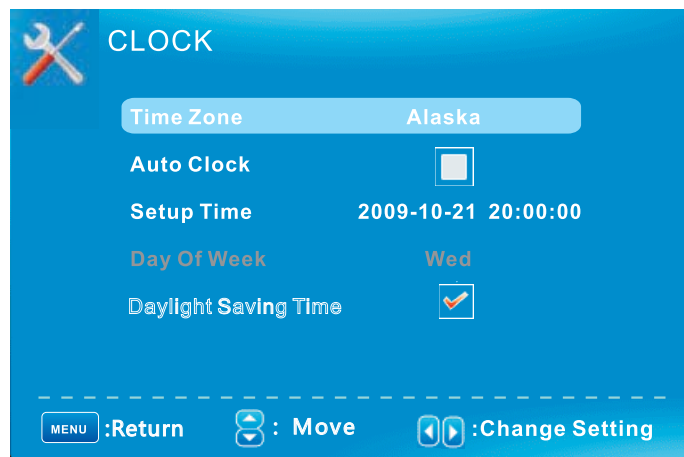 CLOCK
Time Zone Alaska
Auto Clock
Setup Time 2009-10-21 20:00:00
Day Of Week Wed
Daylight Saving Time
MENU :Return : Move :Change Setting